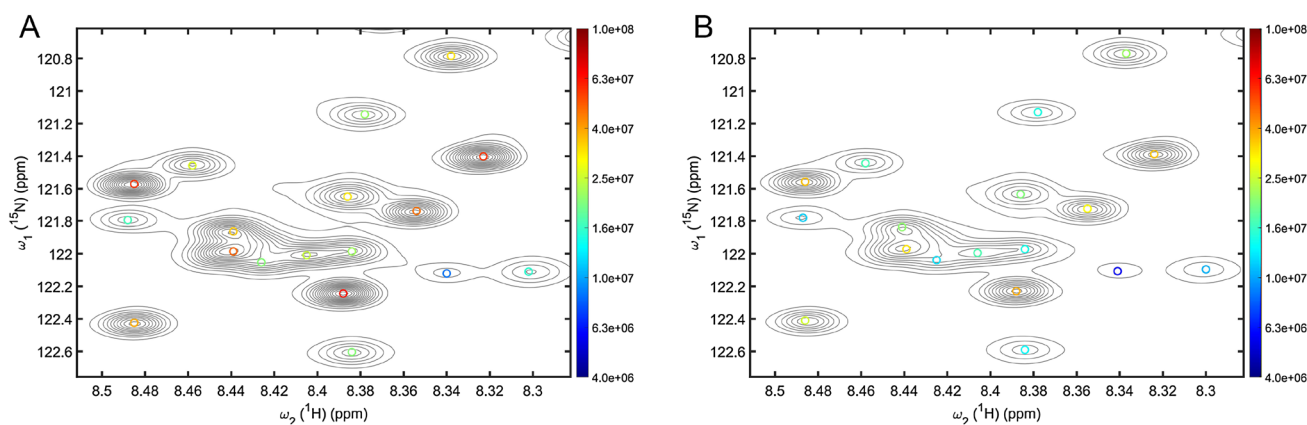 A
120.8
121
121.2
121.4
121.6
121.8
122
122.2
122.4
122.6
ω1 (15N) (ppm)
8.5 8.48 8.46 8.44 8.42 8.4 8.38 8.36 8.34 8.32 8.3
ω2 (1H) (ppm)
1.0e+08
6.3e+07
4.0e+07
2.5e+07
1.6e+07
1.0e+07
6.3e+06
4.0e+06
B
120.8
121
121.2
121.4
121.6
121.8
122
122.2
122.4
122.6
ω1 (15N) (ppm)
8.5 8.48 8.46 8.44 8.42 8.4 8.38 8.36 8.34 8.32 8.3
ω2 (1H) (ppm)
1.0e+08
6.3e+07
4.0e+07
2.5e+07
1.6e+07
1.0e+07
6.3e+06
4.0e+06